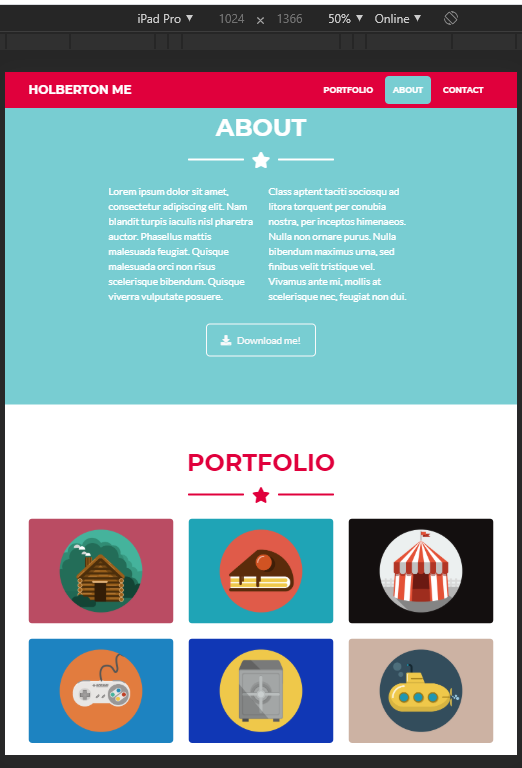 iPad Pro ▼ 1024 × 1366 50% ▼ Online ▼
HOLBERTON ME PORTFOLIO ABOUT CONTACT
ABOUT
Lorem ipsum dolor sit amet,
consectetur adipiscing elit. Nam
blandit turpis iaculis nisl pharetra
auctor. Phasellus mattis
malesuada feugiat. Quisque
malesuada orci non risus
scelerisque bibendum. Quisque
viverra vulputate posuere.
Class aptent taciti sociosqu ad
litora torquent per conubia
nostra, per inceptos himenaeos.
Nulla non ornare purus. Nulla
bibendum maximus urna, sed
finibus velit tristique vel.
Vivamus ante mi, mollis at
scelerisque nec, feugiat non dui.
Download me!
PORTFOLIO